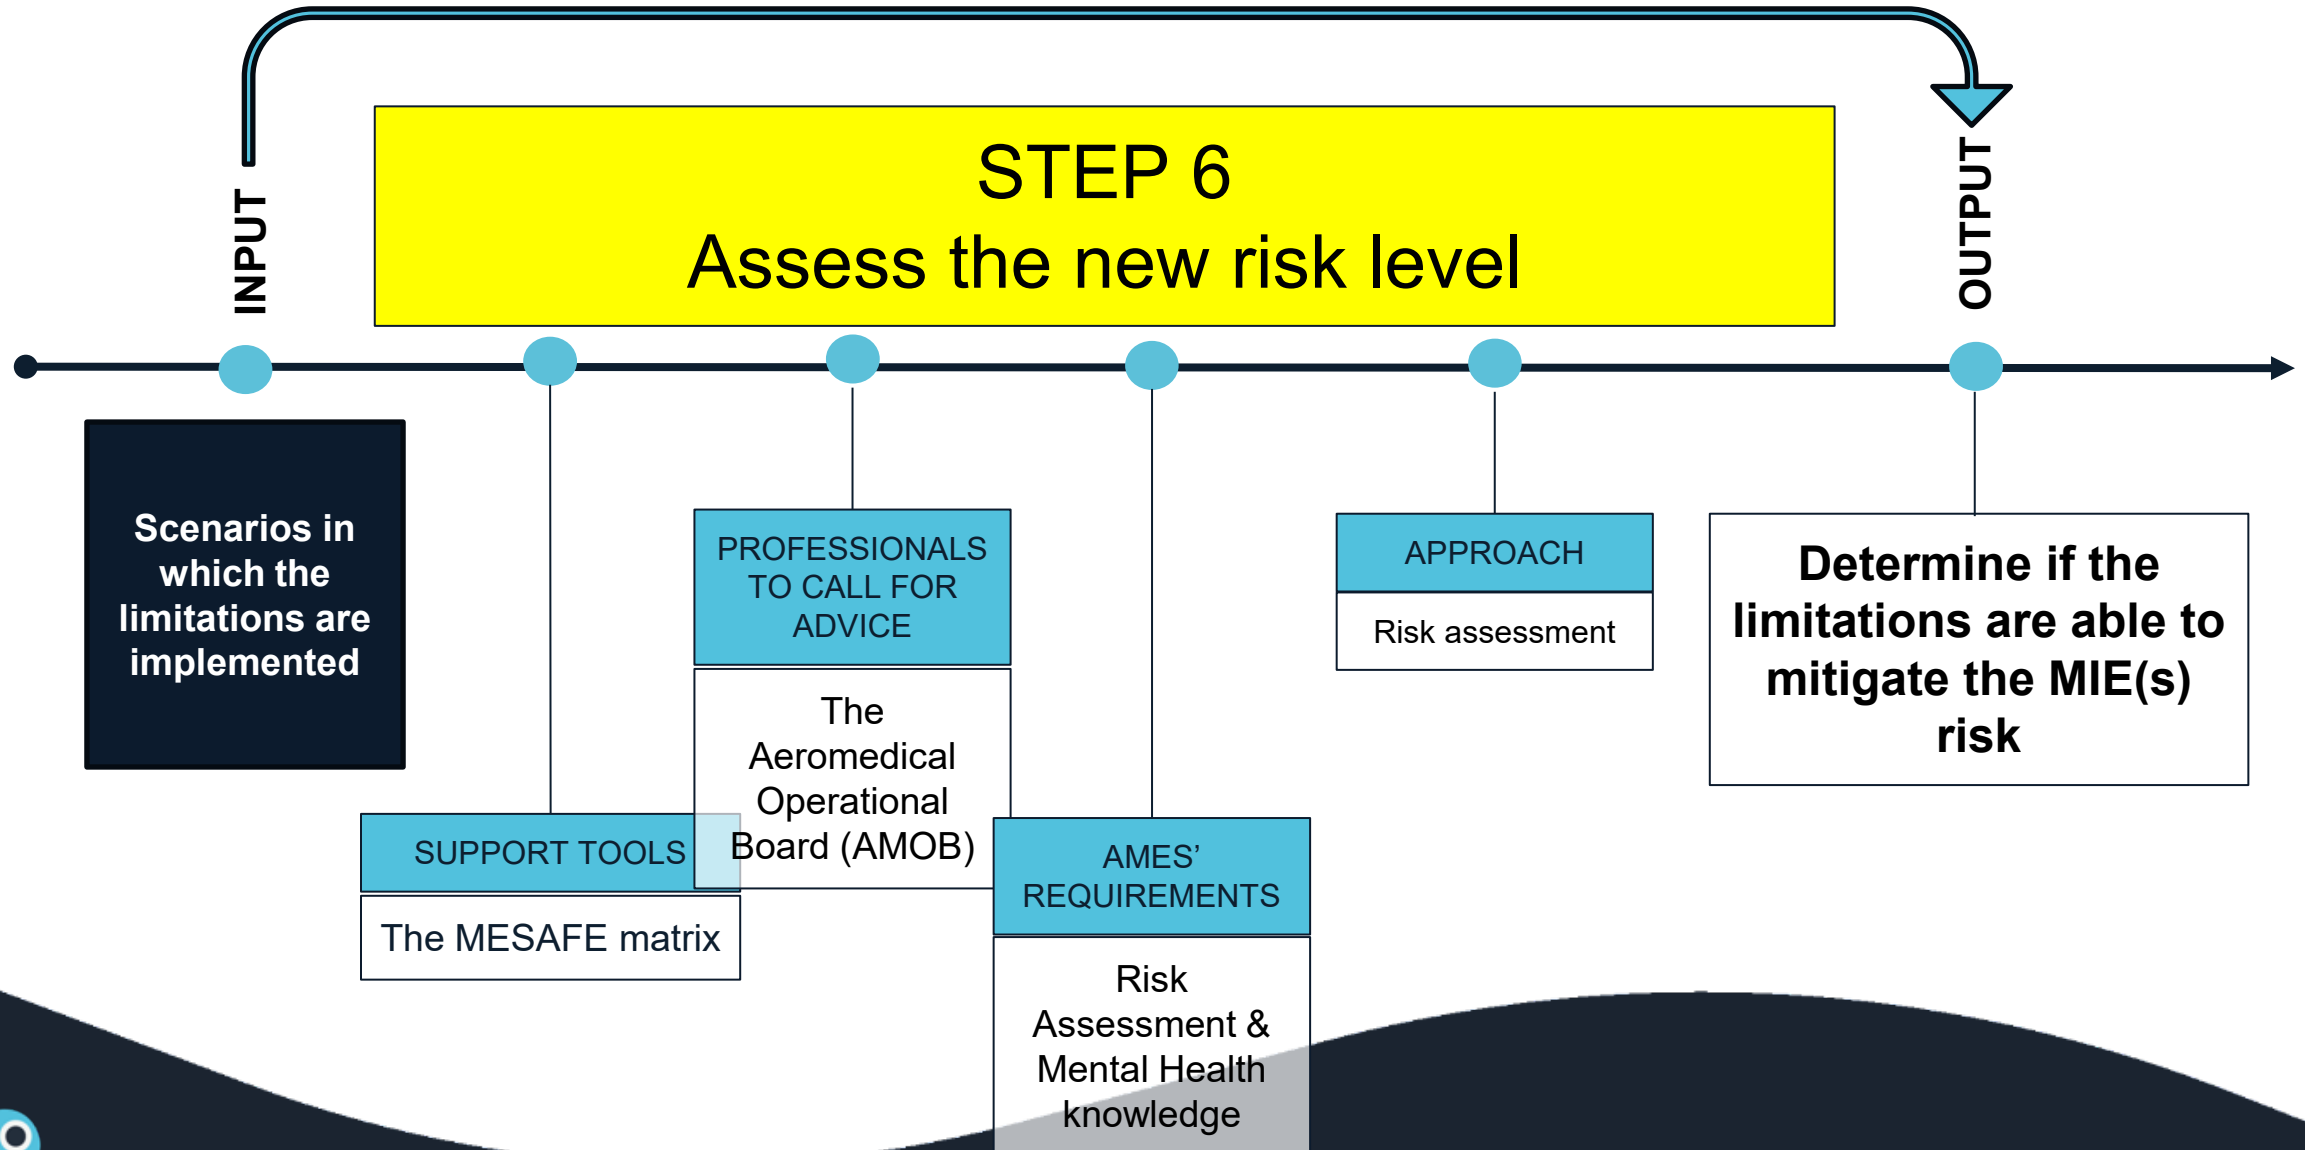 STEP 6
Assess the new risk level
INPUT
OUTPUT
Scenarios in
which the
limitations are
implemented
SUPPORT TOOLS
The MESAFE matrix
PROFESSIONALS
TO CALL FOR
ADVICE
The
Aeromedical
Operational
Board (AMOB)
AMES’
REQUIREMENTS
Risk
Assessment &
Mental Health
knowledge
APPROACH
Risk assessment
Determine if the
limitations are able to
mitigate the MIE(s)
risk